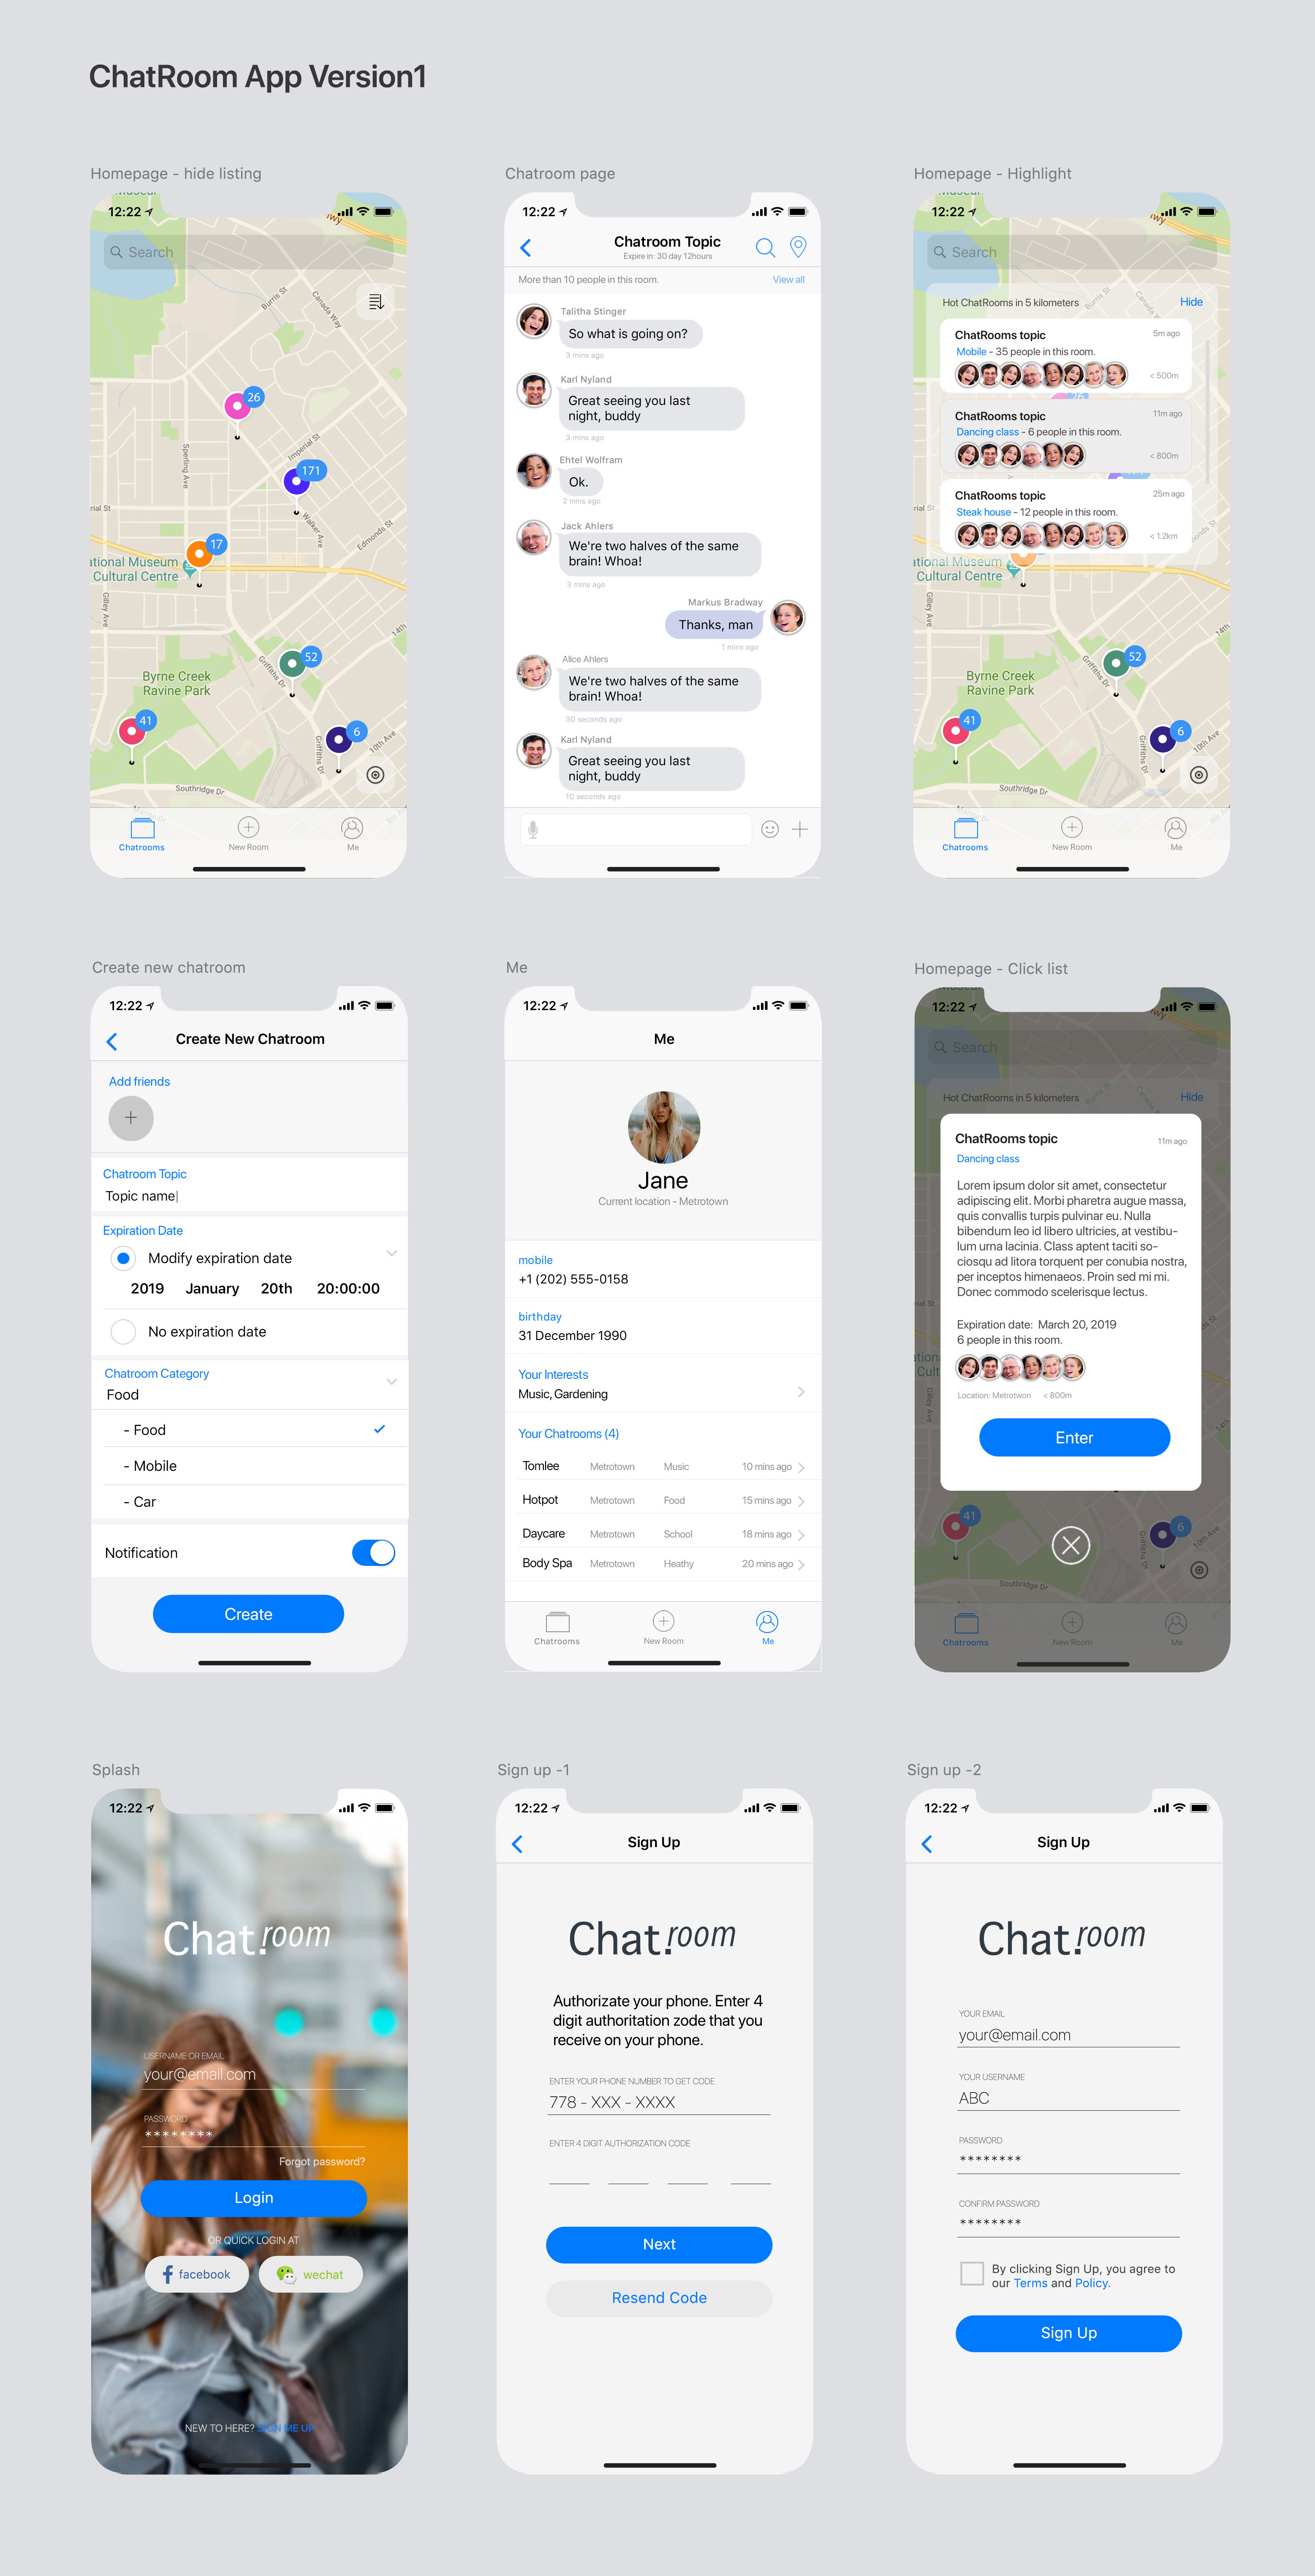 ChatRoom App Version1
Homepage - hide listing
12:22
Search
Burris St
Canada Way
26
Imperial St
Sperling Ave
171
rial St
Walker Ave
Edmonds St
17
ational Museum
Cultural Centre
Gilley Ave
14th
Griffiths Dr
52
Byrne Creek
Ravine Park
41
6
Griffiths Dr
10th Ave
Southridge Dr
Chatrooms
New Room
Me
Chatroom page
12:22
Chatroom Topic
Expire in: 30 day 12hours
More than 10 people in this room.
View all
Talitha Stinger
So what is going on?
3 mins ago
Karl Nyland
Great seeing you last
night, buddy
3 mins ago
Ehtel Wolfram
Ok.
2 mins ago
Jack Ahlers
We're two halves of the same
brain! Whoa!
3 mins ago
Markus Bradway
Thanks, man
1 mins ago
Alice Ahlers
We're two halves of the same
brain! Whoa!
30 seconds ago
Karl Nyland
Great seeing you last
night, buddy
10 seconds ago
Homepage - Highlight
12:22
Search
Burris St
Hot ChatRooms in 5 kilometers
Hide
ChatRooms topic
5m ago
Mobile - 35 people in this room.
< 500m
ChatRooms topic
11m ago
Dancing class - 6 people in this room.
< 800m
ChatRooms topic
25m ago
Steak house - 12 people in this room.
< 1.2km
rial St
ational Museum
Cultural Centre
Gilley Ave
14th
Griffiths Dr
52
Byrne Creek
Ravine Park
41
6
Griffiths Dr
10th Ave
Southridge Dr
Chatrooms
New Room
Me
Create new chatroom
12:22
Create New Chatroom
Add friends
Chatroom Topic
Topic name
Expiration Date
Modify expiration date
2019 January 20th 20:00:00
No expiration date
Chatroom Category
Food
- Food
- Mobile
- Car
Notification
Create
Me
12:22
Me
Jane
Current location - Metrotown
mobile
+1 (202) 555-0158
birthday
31 December 1990
Your Interests
Music, Gardening
Your Chatrooms (4)
Tomlee Metrotown Music 10 mins ago
Hotpot Metrotown Food 15 mins ago
Daycare Metrotown School 18 mins ago
Body Spa Metrotown Heathy 20 mins ago
Chatrooms
New Room
Me
Homepage - Click list
12:22
Search
Hot ChatRooms in 5 kilometers
Hide
ChatRooms topic
11m ago
Dancing class
Lorem ipsum dolor sit amet, consectetur
adipiscing elit. Morbi pharetra augue massa,
quis convallis turpis pulvinar eu. Nulla
bibendum leo id libero ultricies, at vestibu-
lum urna lacinia. Class aptent taciti so-
ciosqu ad litora torquent per conubia nostra,
per inceptos himenaeos. Proin sed mi mi.
Donec commodo scelerisque lectus.
Expiration date: March 20, 2019
6 people in this room.
Location: Metrotwon < 800m
Enter
41
6
Griffiths Dr
10th Ave
Southridge Dr
Chatrooms
New Room
Me
Splash
12:22
Chat.room
USERNAME OR EMAIL
your@email.com
PASSWORD
********
Forgot password?
Login
OR QUICK LOGIN AT
facebook
wechat
NEW TO HERE? SIGN ME UP
Sign up -1
12:22
Sign Up
Chat.room
Authorizate your phone. Enter 4
digit authoritation zode that you
receive on your phone.
ENTER YOUR PHONE NUMBER TO GET CODE
778 - XXX - XXXX
ENTER 4 DIGIT AUTHORIZATION CODE
Next
Resend Code
Sign up -2
12:22
Sign Up
Chat.room
YOUR EMAIL
your@email.com
YOUR USERNAME
ABC
PASSWORD
********
CONFIRM PASSWORD
********
By clicking Sign Up, you agree to
our Terms and Policy.
Sign Up